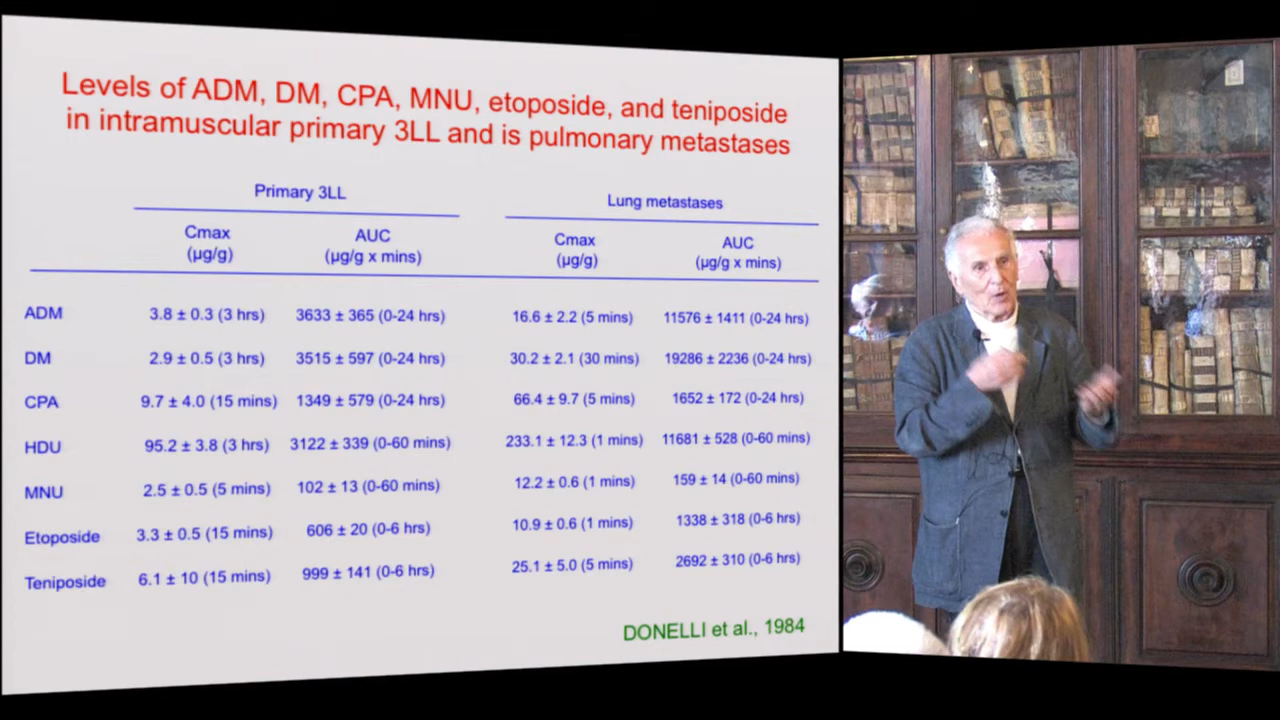 Levels of ADM, DM, CPA, MNU, etoposide, and teniposide
in intramuscular primary 3LL and is pulmonary metastases
Primary 3LL Lung metastases
Cmax AUC Cmax AUC
(µg/g) (µg/g x mins) (µg/g) (µg/g x mins)
ADM 3.8 ± 0.3 (3 hrs) 3633 ± 365 (0-24 hrs) 16.6 ± 2.2 (5 mins) 11576 ± 1411 (0-24 hrs)
DM 2.9 ± 0.5 (3 hrs) 3515 ± 597 (0-24 hrs) 30.2 ± 2.1 (30 mins) 19286 ± 2236 (0-24 hrs)
CPA 9.7 ± 4.0 (15 mins) 1349 ± 579 (0-24 hrs) 66.4 ± 9.7 (5 mins) 1652 ± 172 (0-24 hrs)
HDU 95.2 ± 3.8 (3 hrs) 3122 ± 339 (0-60 mins) 233.1 ± 12.3 (1 mins) 11681 ± 528 (0-60 mins)
MNU 2.5 ± 0.5 (5 mins) 102 ± 13 (0-60 mins) 12.2 ± 0.6 (1 mins) 159 ± 14 (0-60 mins)
Etoposide 3.3 ± 0.5 (15 mins) 606 ± 20 (0-6 hrs) 10.9 ± 0.6 (1 mins) 1338 ± 318 (0-6 hrs)
Teniposide 6.1 ± 10 (15 mins) 999 ± 141 (0-6 hrs) 25.1 ± 5.0 (5 mins) 2692 ± 310 (0-6 hrs)
DONELLI et al., 1984